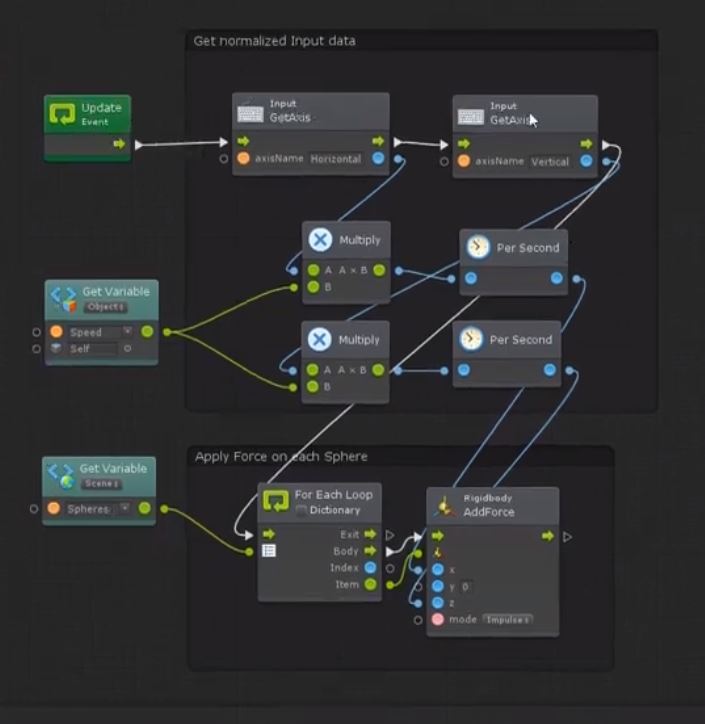 Get normalized Input data
Update
Event
Input
GetAxis
axisName Horizontal
Input
GetAxis
axisName Vertical
Multiply
A A × B
B
Per Second
Get Variable
Object
Speed
Self
Multiply
A A × B
B
Per Second
Apply Force on each Sphere
Get Variable
Scene
Spheres
For Each Loop
Dictionary
Exit
Body
Index
Item
Rigidbody
AddForce
x
y 0
z
mode Impulse